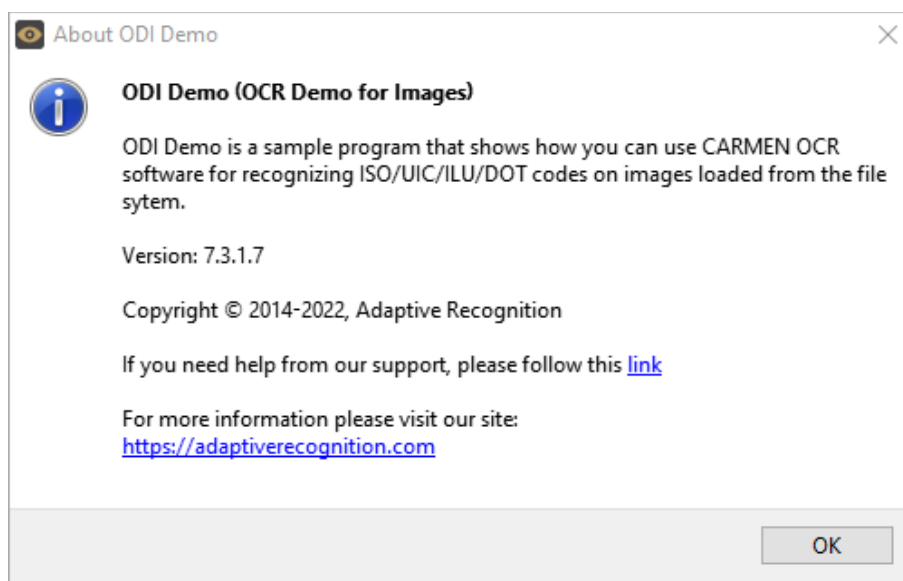 About ODI Demo
ODI Demo (OCR Demo for Images)
ODI Demo is a sample program that shows how you can use CARMEN OCR
software for recognizing ISO/UIC/ILU/DOT codes on images loaded from the file
sytem.
Version: 7.3.1.7
Copyright © 2014-2022, Adaptive Recognition
If you need help from our support, please follow this link
For more information please visit our site:
https://adaptiverecognition.com
OK